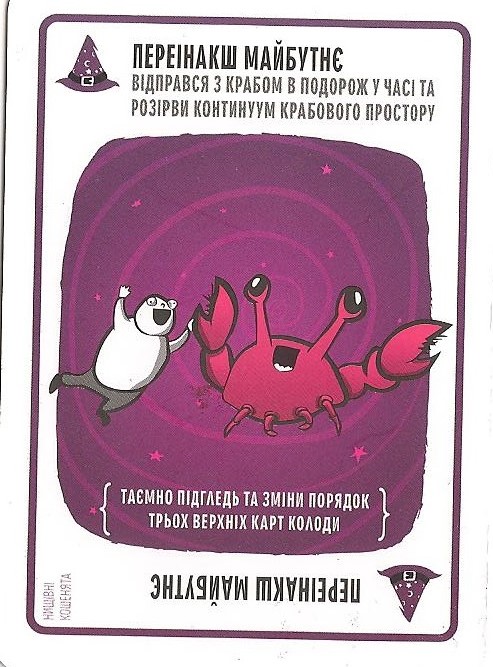 ПЕРЕІНАКШ МАЙБУТНЄ
ВІДПРАВСЯ З КРАБОМ В ПОДОРОЖ У ЧАСІ ТА
РОЗІРВИ КОНТИНУУМ КРАБОВОГО ПРОСТОРУ
ТАЄМНО ПІДГЛЕДЬ ТА ЗМІНИ ПОРЯДОК
ТРЬОХ ВЕРХНІХ КАРТ КОЛОДИ
НИЩІВНІ
КОШЕНЯТА
ПЕРЕІНАКШ МАЙБУТНЄ